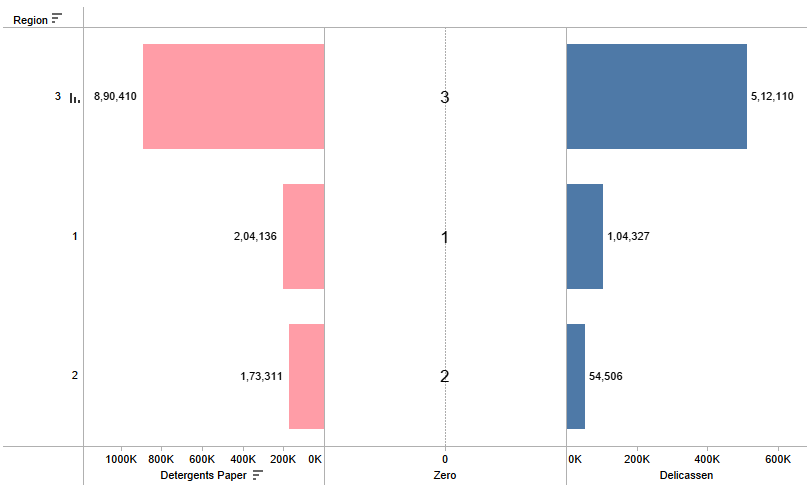 Region
3 8,90,410 3 5,12,110
1 2,04,136 1 1,04,327
2 1,73,311 2 54,506
1000K 800K 600K 400K 200K 0K 0 0K 200K 400K 600K
Detergents Paper Zero Delicassen